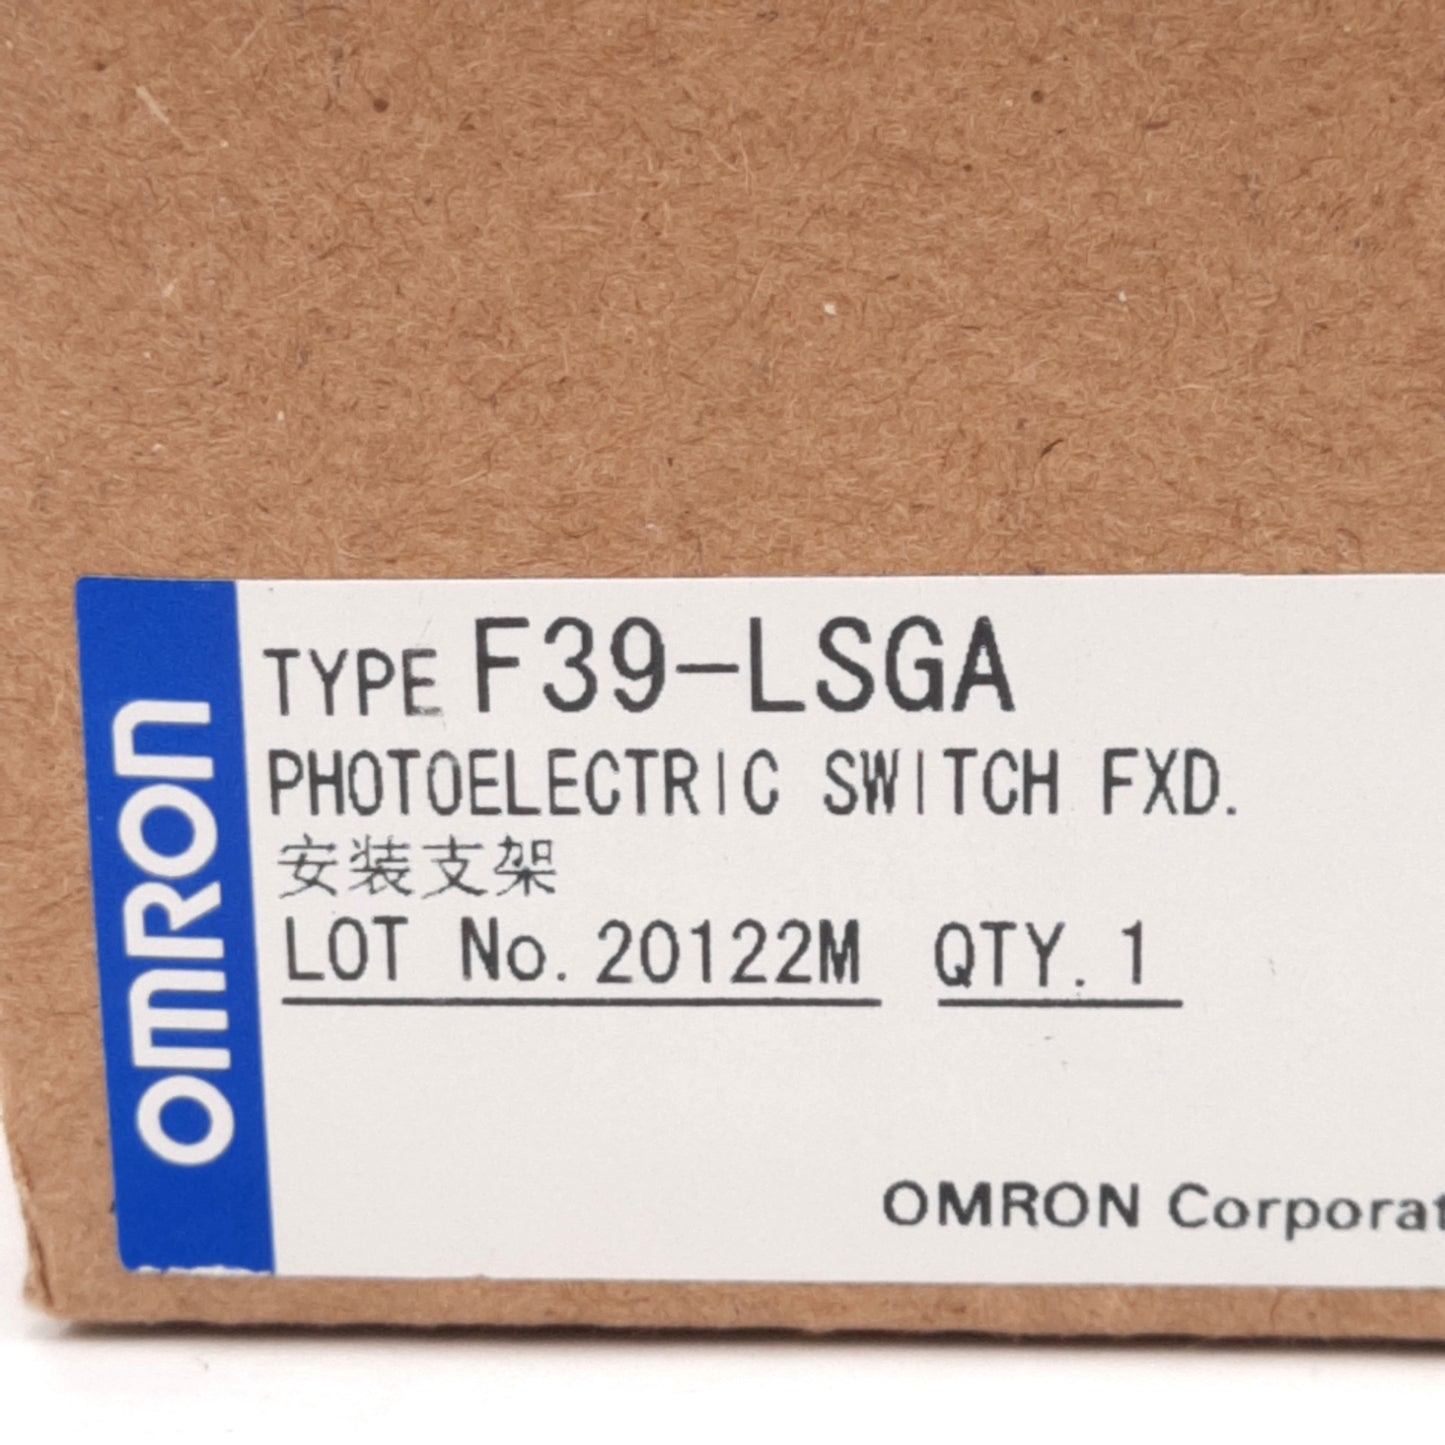 OMRON
TYPE F39-LSGA
PHOTOELECTRIC SWITCH FXD.
安装支架
LOT No. 20122M QTY. 1
OMRON Corporat